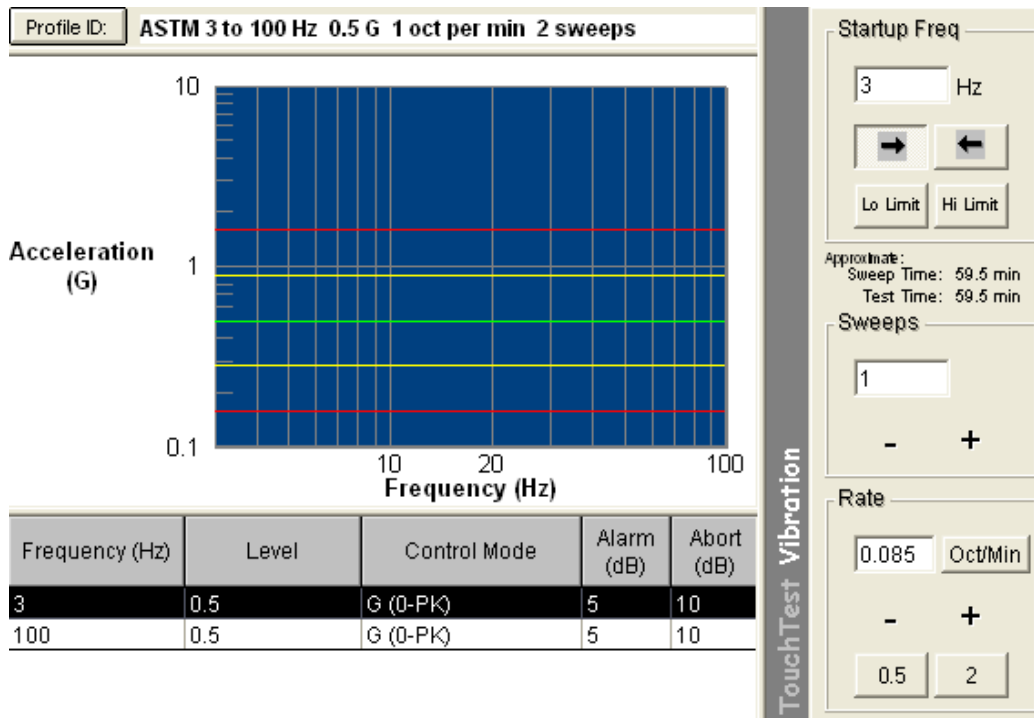 Profile ID: ASTM 3 to 100 Hz 0.5 G 1 oct per min 2 sweeps
10
1
0.1
Acceleration
(G)
10 20 100
Frequency (Hz)
Frequency (Hz) Level Control Mode Alarm (dB) Abort (dB)
3 0.5 G (0-PK) 5 10
100 0.5 G (0-PK) 5 10
TouchTest Vibration
Startup Freq
3 Hz
Lo Limit Hi Limit
Approximate:
Sweep Time: 59.5 min
Test Time: 59.5 min
Sweeps
1
- +
Rate
0.085 Oct/Min
- +
0.5 2